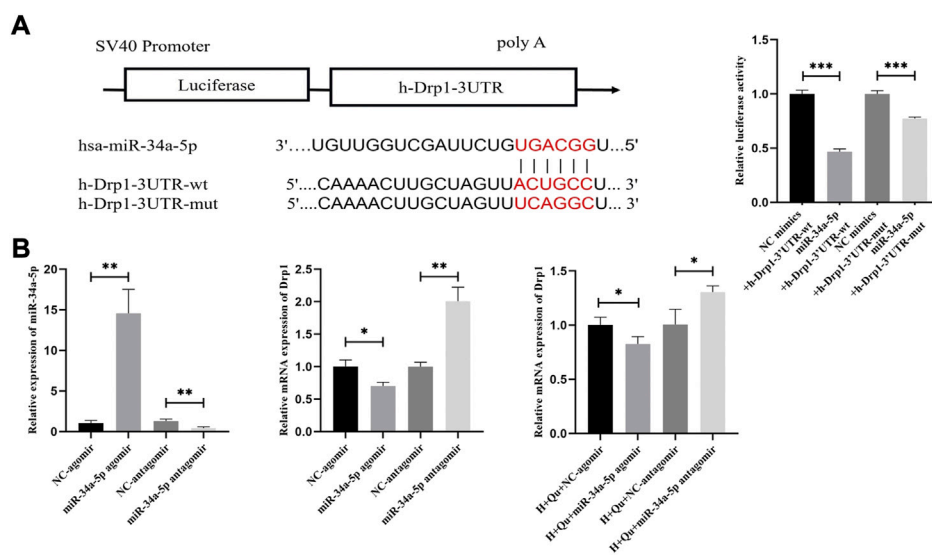 A
SV40 Promoter
poly A
Luciferase
h-Drp1-3UTR
hsa-miR-34a-5p 3'....UGUUGGUCGAUUCUGUGACGGU...5'
h-Drp1-3UTR-wt 5'....CAAAACUUGCUAGUUACUGCCU... 3'
h-Drp1-3UTR-mut 5'....CAAAACUUGCUAGUUUCAGGCU... 3'
Relative luciferase activity
1.5
1.0
0.5
0.0
***
***
NC mimics
+h-Drp1-3'UTR-wt
miR-34a-5p
+h-Drp1-3'UTR-wt
NC mimics
+h-Drp1-3'UTR-mut
miR-34a-5p
+h-Drp1-3'UTR-mut
B
Relative expression of miR-34a-5p
20
15
10
5
0
**
**
NC-agomir
miR-34a-5p agomir
NC-antagomir
miR-34a-5p antagomir
Relative mRNA expression of Drp1
2.5
2.0
1.5
1.0
0.5
0.0
*
**
NC-agomir
miR-34a-5p agomir
NC-antagomir
miR-34a-5p antagomir
Relative mRNA expression of Drp1
1.5
1.0
0.5
0.0
*
*
H+Qu+NC-agomir
H+Qu+miR-34a-5p agomir
H+Qu+NC-antagomir
H+Qu+miR-34a-5p antagomir